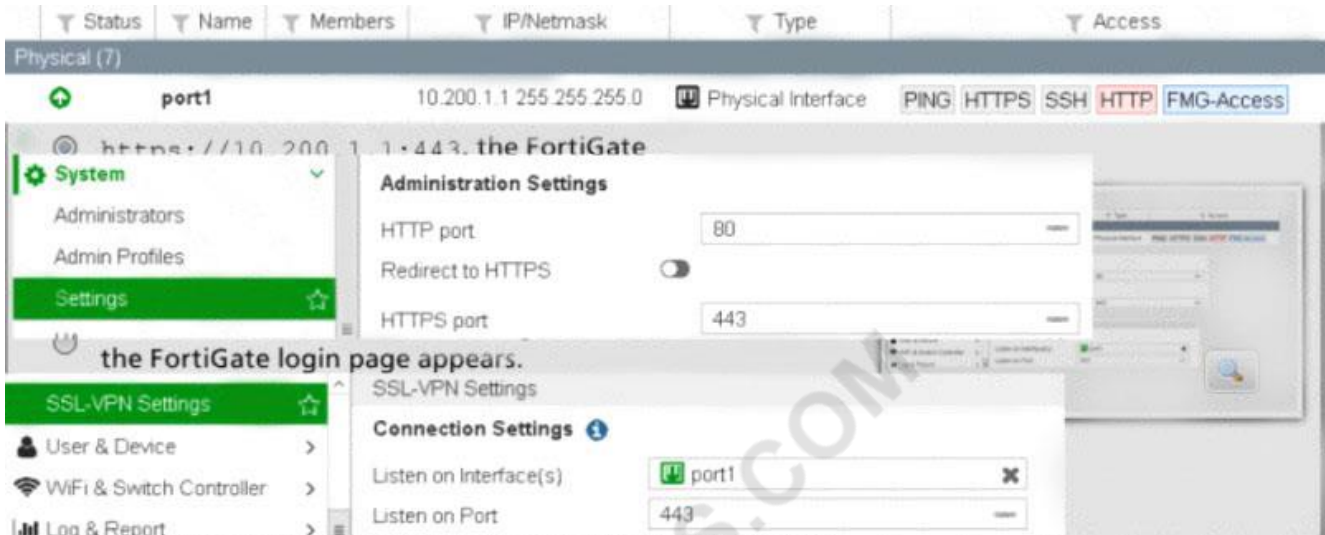 Status Name Members IP/Netmask Type Access
Physical (7)
port1 10.200.1.1 255.255.255.0 Physical Interface PING HTTPS SSH HTTP FMG-Access
https://10.200.1.1:443, the FortiGate
System
Administration Settings
Administrators
HTTP port 80
Admin Profiles
Redirect to HTTPS
Settings
HTTPS port 443
the FortiGate login page appears.
SSL-VPN Settings
SSL-VPN Settings
Connection Settings
User & Device
Listen on Interface(s) port1
WiFi & Switch Controller
Listen on Port 443
Log & Report
S.COM